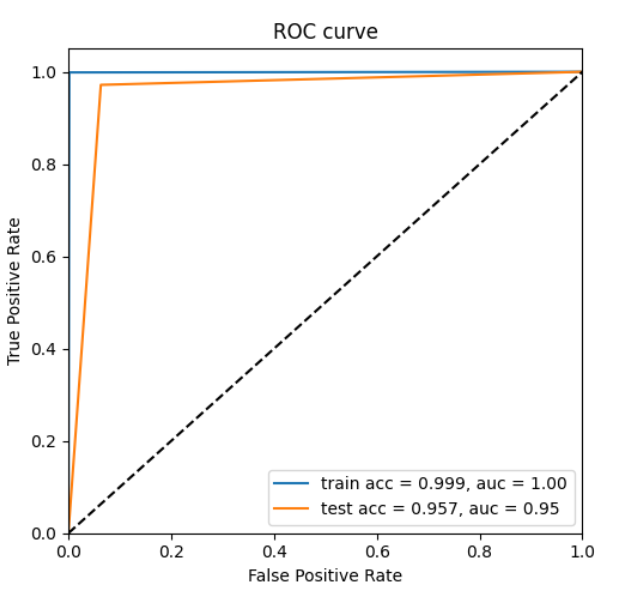 ROC curve
True Positive Rate
1.0
0.8
0.6
0.4
0.2
0.0
train acc = 0.999, auc = 1.00
test acc = 0.957, auc = 0.95
0.0 0.2 0.4 0.6 0.8 1.0
False Positive Rate